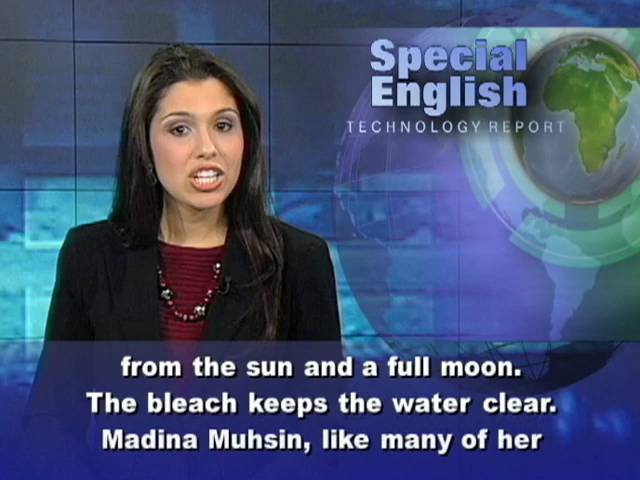 Special
English
TECHNOLOGY REPORT
from the sun and a full moon.
The bleach keeps the water clear.
Madina Muhsin, like many of her